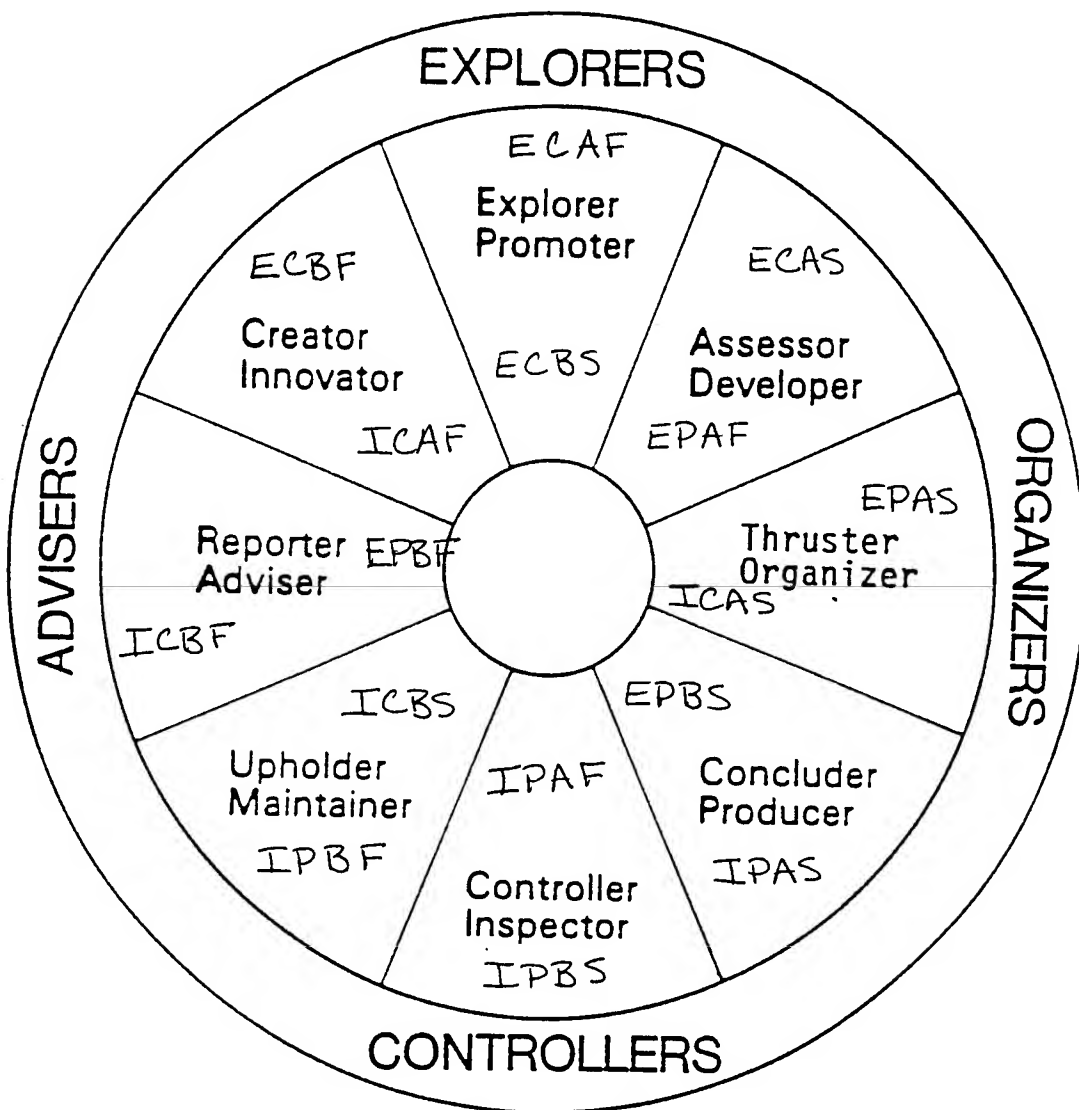 EXPLORERS
ECAF
Explorer
Promoter
ECBS
ECBF
Creator
Innovator
ICAF
ECAS
Assessor
Developer
EPAF
ADVISERS
Reporter
Adviser
EPBF
ICBF
EPAS
Thruster
Organizer
ICAS
ORGANIZERS
ICBS
Upholder
Maintainer
IPBF
IPAF
Controller
Inspector
IPBS
EPBS
Concluder
Producer
IPAS
CONTROLLERS